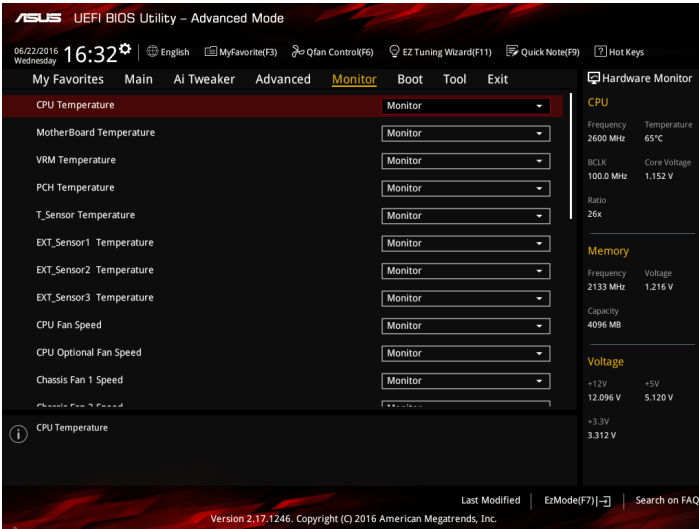 ASUS UEFI BIOS Utility – Advanced Mode
06/22/2016 Wednesday 16:32 English MyFavorite(F3) Qfan Control(F6) EZ Tuning Wizard(F11) Quick Note(F9) ? Hot Keys
My Favorites Main Ai Tweaker Advanced Monitor Boot Tool Exit
CPU Temperature Monitor
MotherBoard Temperature Monitor
VRM Temperature Monitor
PCH Temperature Monitor
T_Sensor Temperature Monitor
EXT_Sensor1 Temperature Monitor
EXT_Sensor2 Temperature Monitor
EXT_Sensor3 Temperature Monitor
CPU Fan Speed Monitor
CPU Optional Fan Speed Monitor
Chassis Fan 1 Speed Monitor
Chassis Fan 2 Speed Monitor
i CPU Temperature
Hardware Monitor
CPU
Frequency Temperature
2600 MHz 65°C
BCLK Core Voltage
100.0 MHz 1.152 V
Ratio
26x
Memory
Frequency Voltage
2133 MHz 1.216 V
Capacity
4096 MB
Voltage
+12V +5V
12.096 V 5.120 V
+3.3V
3.312 V
Last Modified EzMode(F7) Search on FAQ
Version 2.17.1246. Copyright (C) 2016 American Megatrends, Inc.